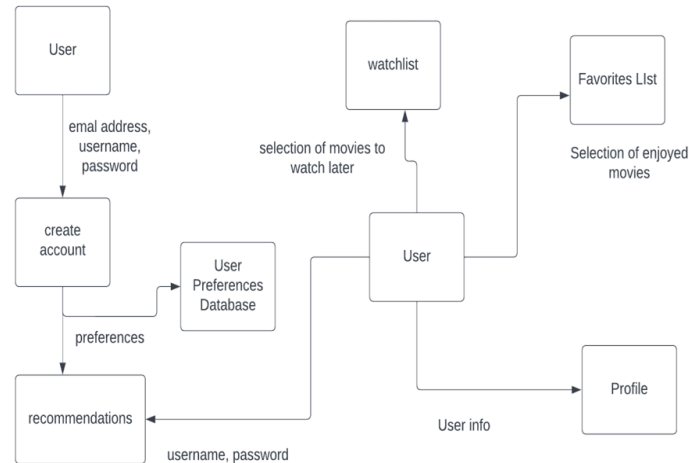 User
watchlist
Favorites LIst
emal address,
username,
password
selection of movies to
watch later
Selection of enjoyed
movies
create
account
User
Preferences
Database
User
preferences
recommendations
Profile
User info
username, password